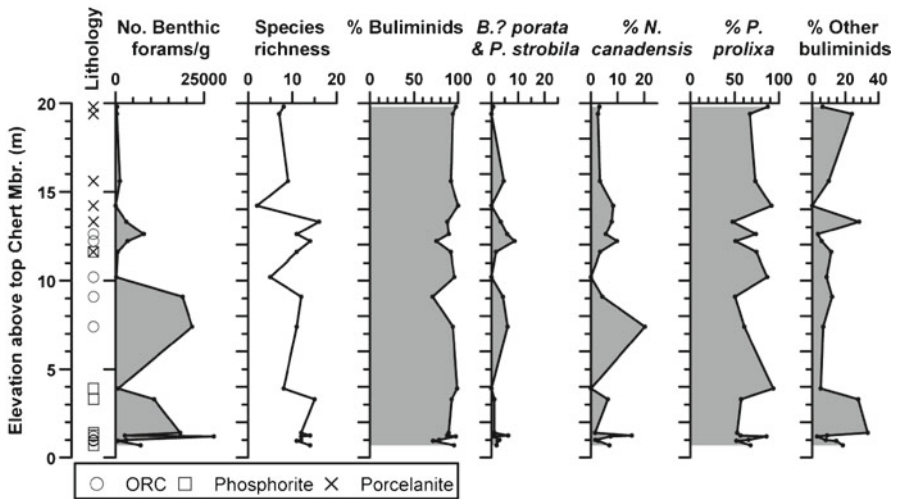 No. Benthic
forams/g
Species
richness
% Buliminids
B.? porata
& P. strobila
% N.
canadensis
% P.
prolixa
% Other
buliminids
Lithology
0 25000
0 10 20
0 50 100
0 10 20
0 10 20
0 50 100
0 20 40
Elevation above top Chert Mbr. (m)
20
15
10
5
0
ORC Phosphorite Porcelanite